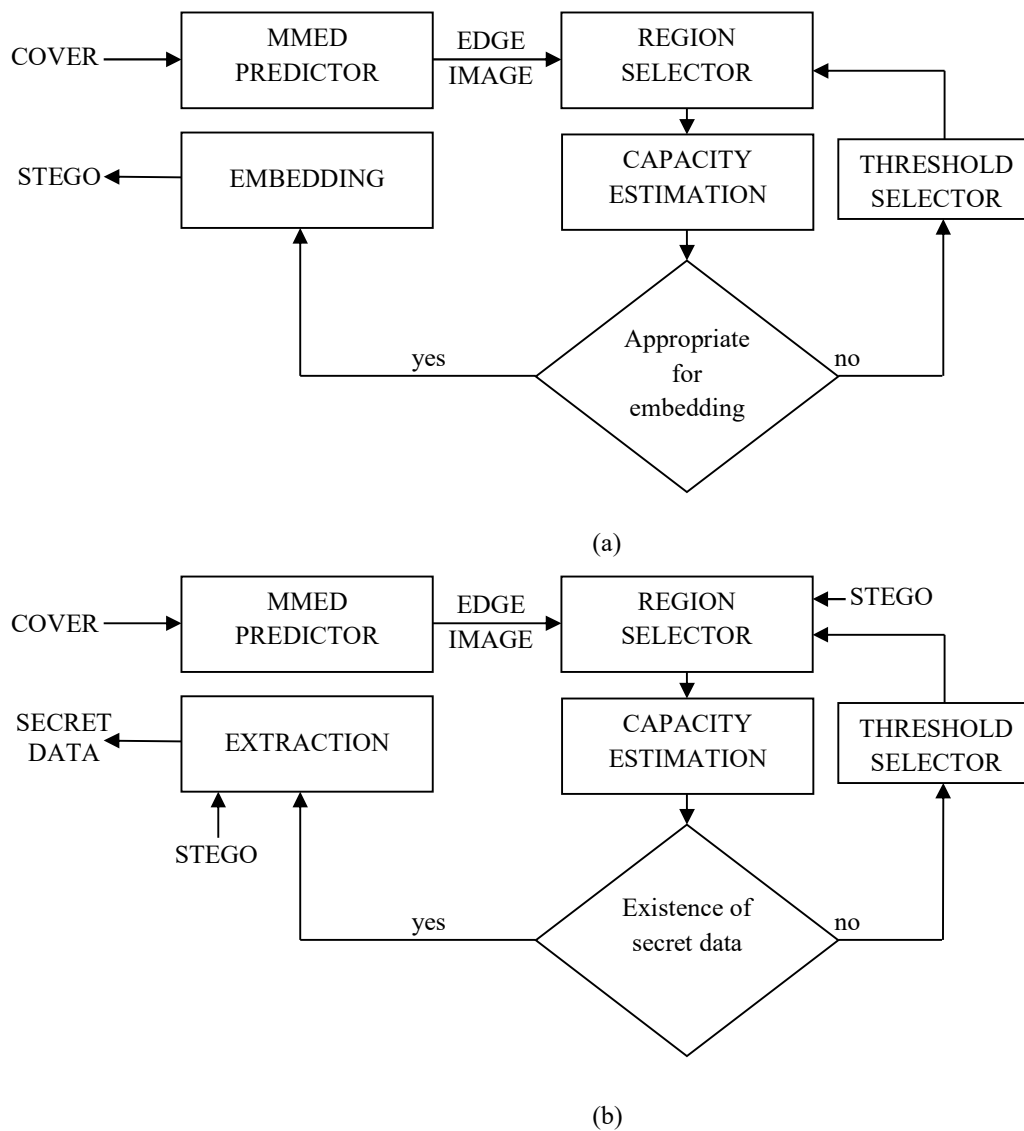 COVER
MMED
PREDICTOR
EDGE
IMAGE
REGION
SELECTOR
STEGO
EMBEDDING
CAPACITY
ESTIMATION
THRESHOLD
SELECTOR
yes
Appropriate
for
embedding
no
(a)
COVER
MMED
PREDICTOR
EDGE
IMAGE
REGION
SELECTOR
STEGO
SECRET
DATA
EXTRACTION
CAPACITY
ESTIMATION
THRESHOLD
SELECTOR
STEGO
yes
Existence of
secret data
no
(b)